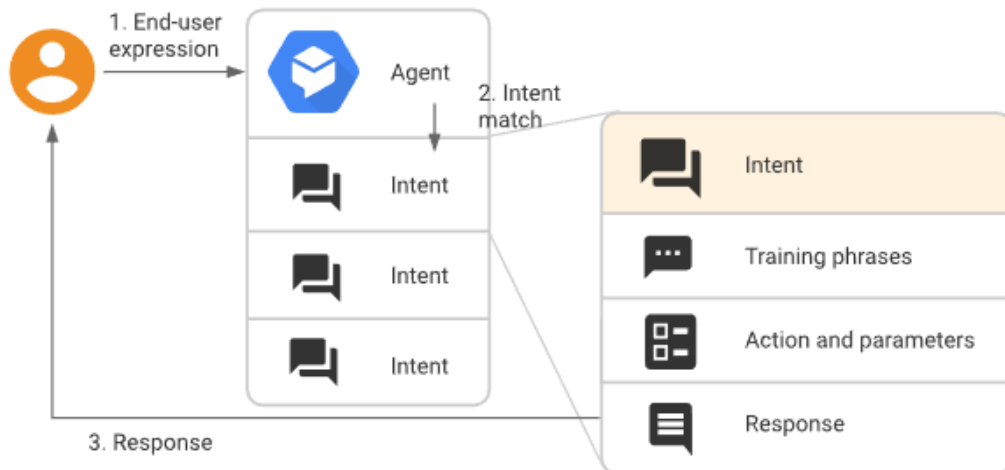 1. End-user
expression
Agent
2. Intent
match
Intent
Intent
Intent
Intent
Training phrases
Action and parameters
Response
3. Response